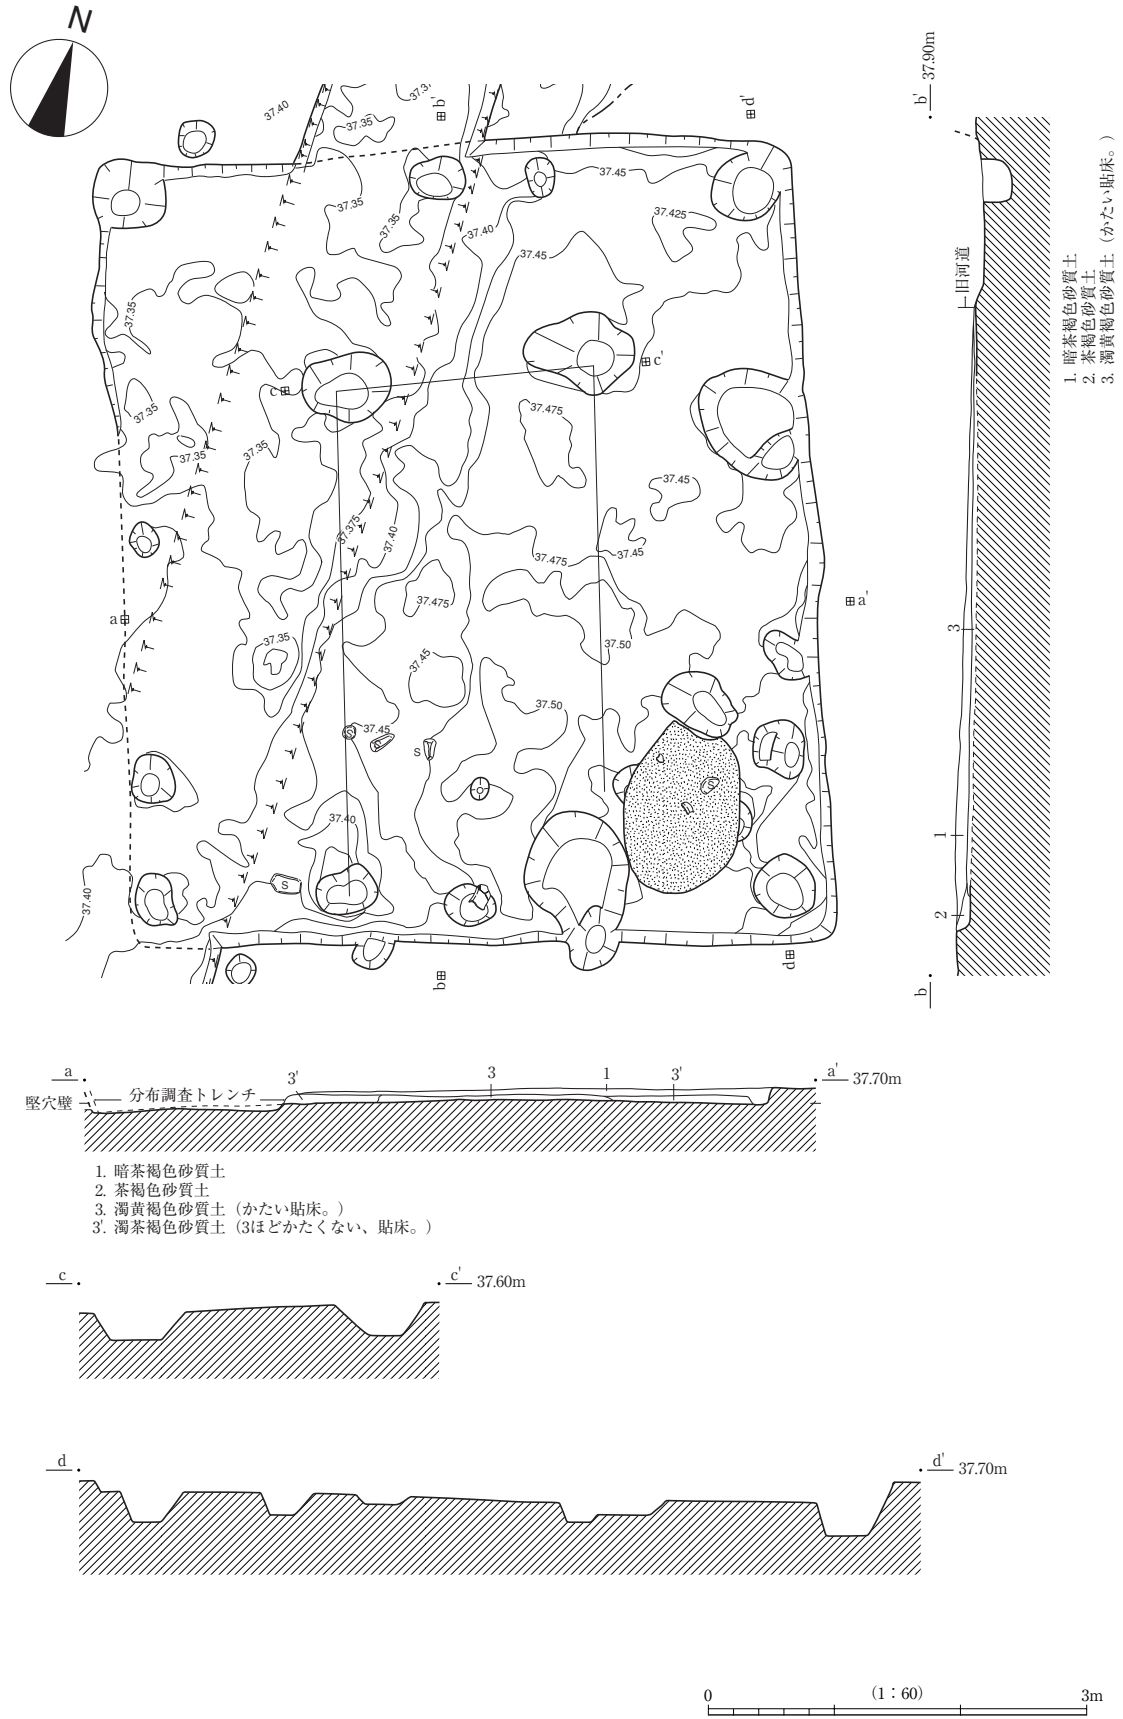 N
37.90m
b'
b'
d'
37.40
37.35
37.35
37.35
37.40
37.45
37.45
37.425
旧河道
1. 暗茶褐色砂質土
2. 茶褐色砂質土
3. 濁黄褐色砂質土（かたい貼床。）
37.35
c
c'
37.35
37.35
37.35
37.475
37.45
37.375
37.40
37.475
37.45
a
a'
37.475
3
37.35
37.45
37.50
37.50
S
37.45
S
S
37.40
1
37.40
S
2
b
d
b
a
3'
3
1
3'
a'
37.70m
竪穴壁
分布調査トレンチ
1. 暗茶褐色砂質土
2. 茶褐色砂質土
3. 濁黄褐色砂質土（かたい貼床。）
3'. 濁茶褐色砂質土（3ほどかたくない、貼床。）
c
c'
37.60m
d
d'
37.70m
0
（1：60）
3m